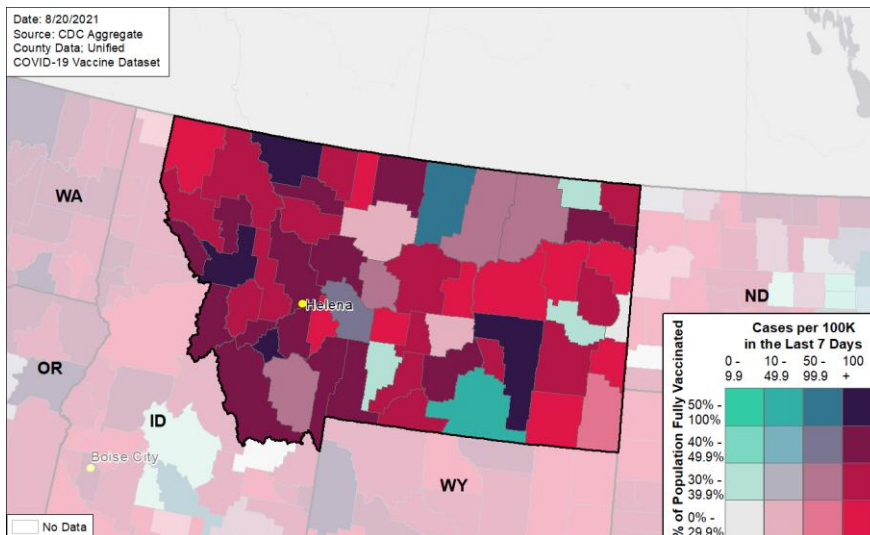 Date: 8/20/2021
Source: CDC Aggregate
County Data; Unified
COVID-19 Vaccine Dataset
WA
Helena
ND
OR
ID
Boise City
WY
No Data
Cases per 100K
in the Last 7 Days
0 - 10 - 50 - 100
9.9 49.9 99.9 +
% of Population Fully Vaccinated
50% -
100%
40% -
49.9%
30% -
39.9%
0% -
29.9%